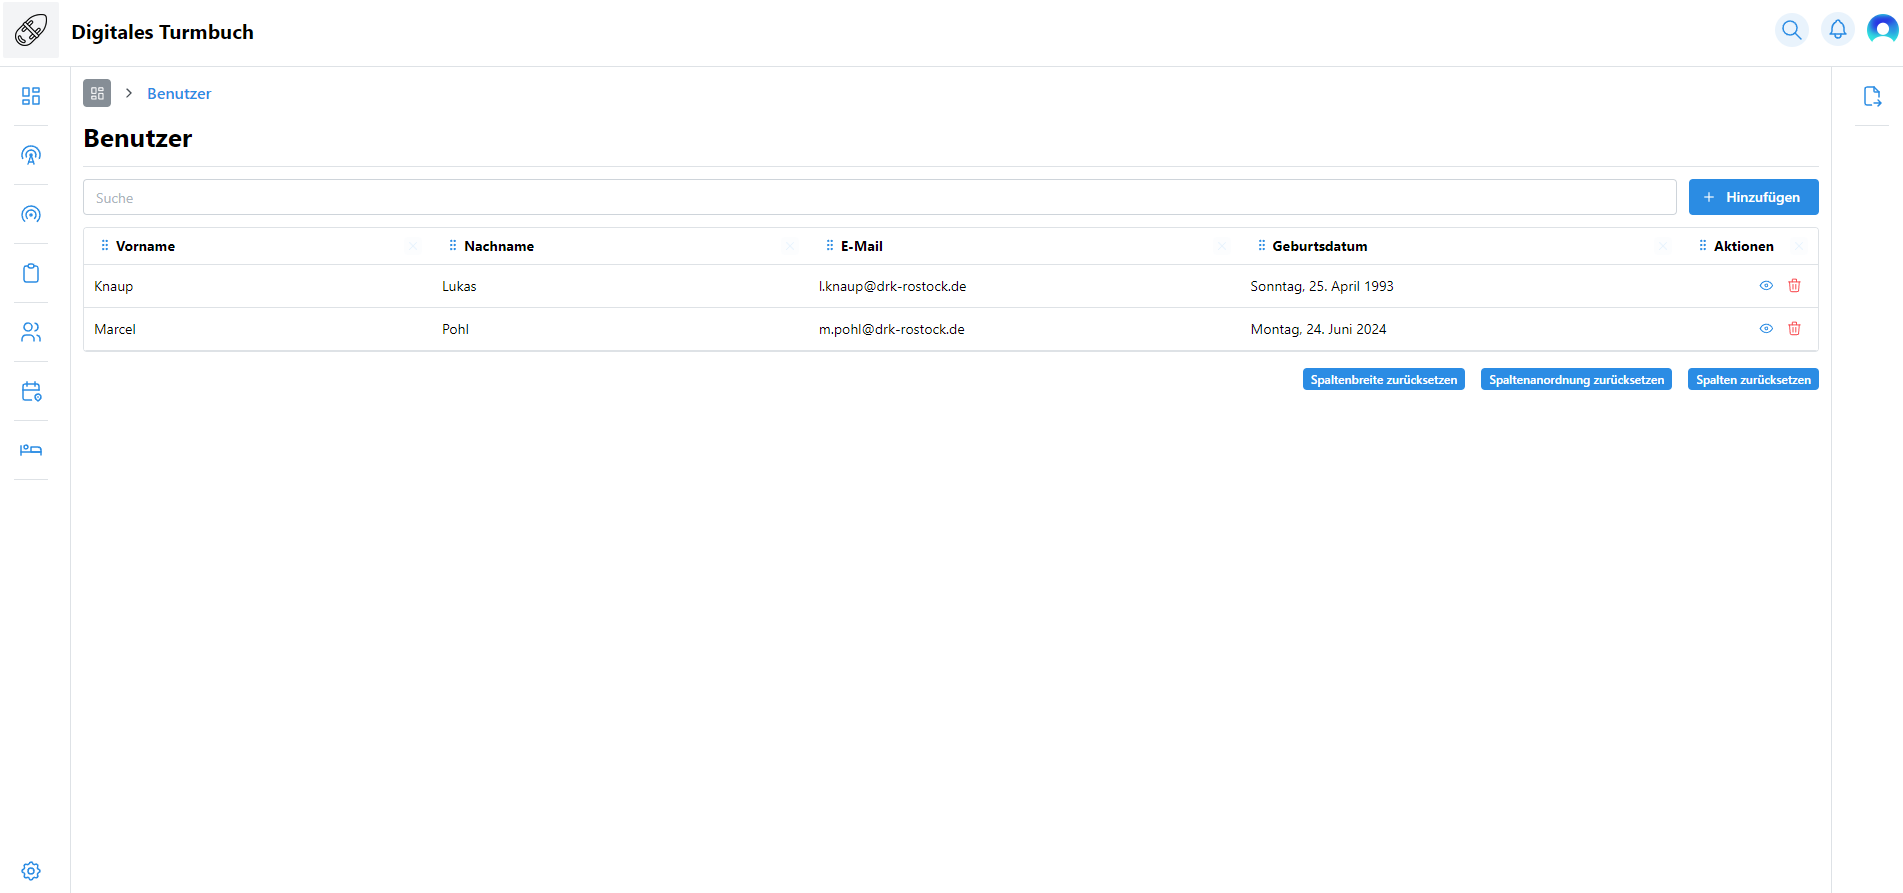 Digitales Turmbuch
Benutzer
Benutzer
Suche
Hinzufügen
Vorname Nachname E-Mail Geburtsdatum Aktionen
Knaup Lukas l.knaup@drk-rostock.de Sonntag, 25. April 1993
Marcel Pohl m.pohl@drk-rostock.de Montag, 24. Juni 2024
Spaltenbreite zurücksetzen Spaltenanordnung zurücksetzen Spalten zurücksetzen